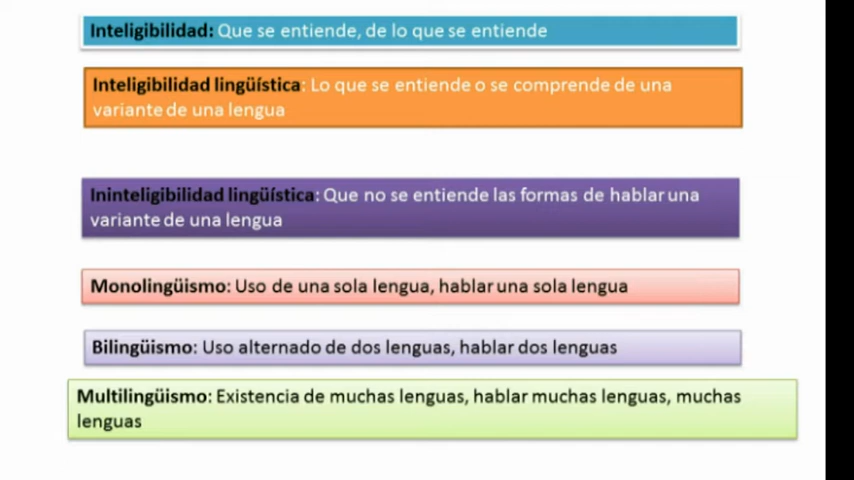 Inteligibilidad: Que se entiende, de lo que se entiende
Inteligibilidad lingüística: Lo que se entiende o se comprende de una
variante de una lengua
Ininteligibilidad lingüística: Que no se entiende las formas de hablar una
variante de una lengua
Monolingüismo: Uso de una sola lengua, hablar una sola lengua
Bilingüismo: Uso alternado de dos lenguas, hablar dos lenguas
Multilingüismo: Existencia de muchas lenguas, hablar muchas lenguas, muchas
lenguas